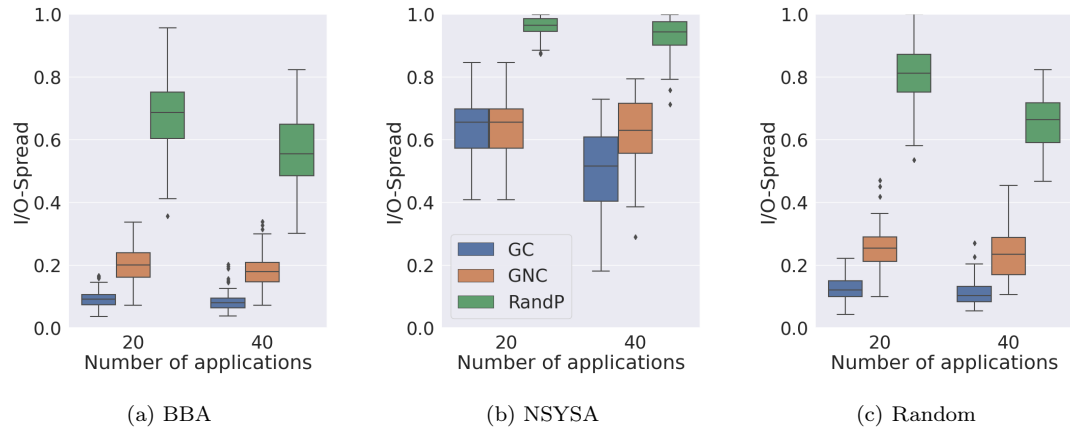 1.0
0.8
0.6
0.4
0.2
0.0
I/O-Spread
20
40
Number of applications
(a) BBA
1.0
0.8
0.6
0.4
0.2
0.0
I/O-Spread
GC
GNC
RandP
20
40
Number of applications
(b) NSYSA
1.0
0.8
0.6
0.4
0.2
0.0
I/O-Spread
20
40
Number of applications
(c) Random